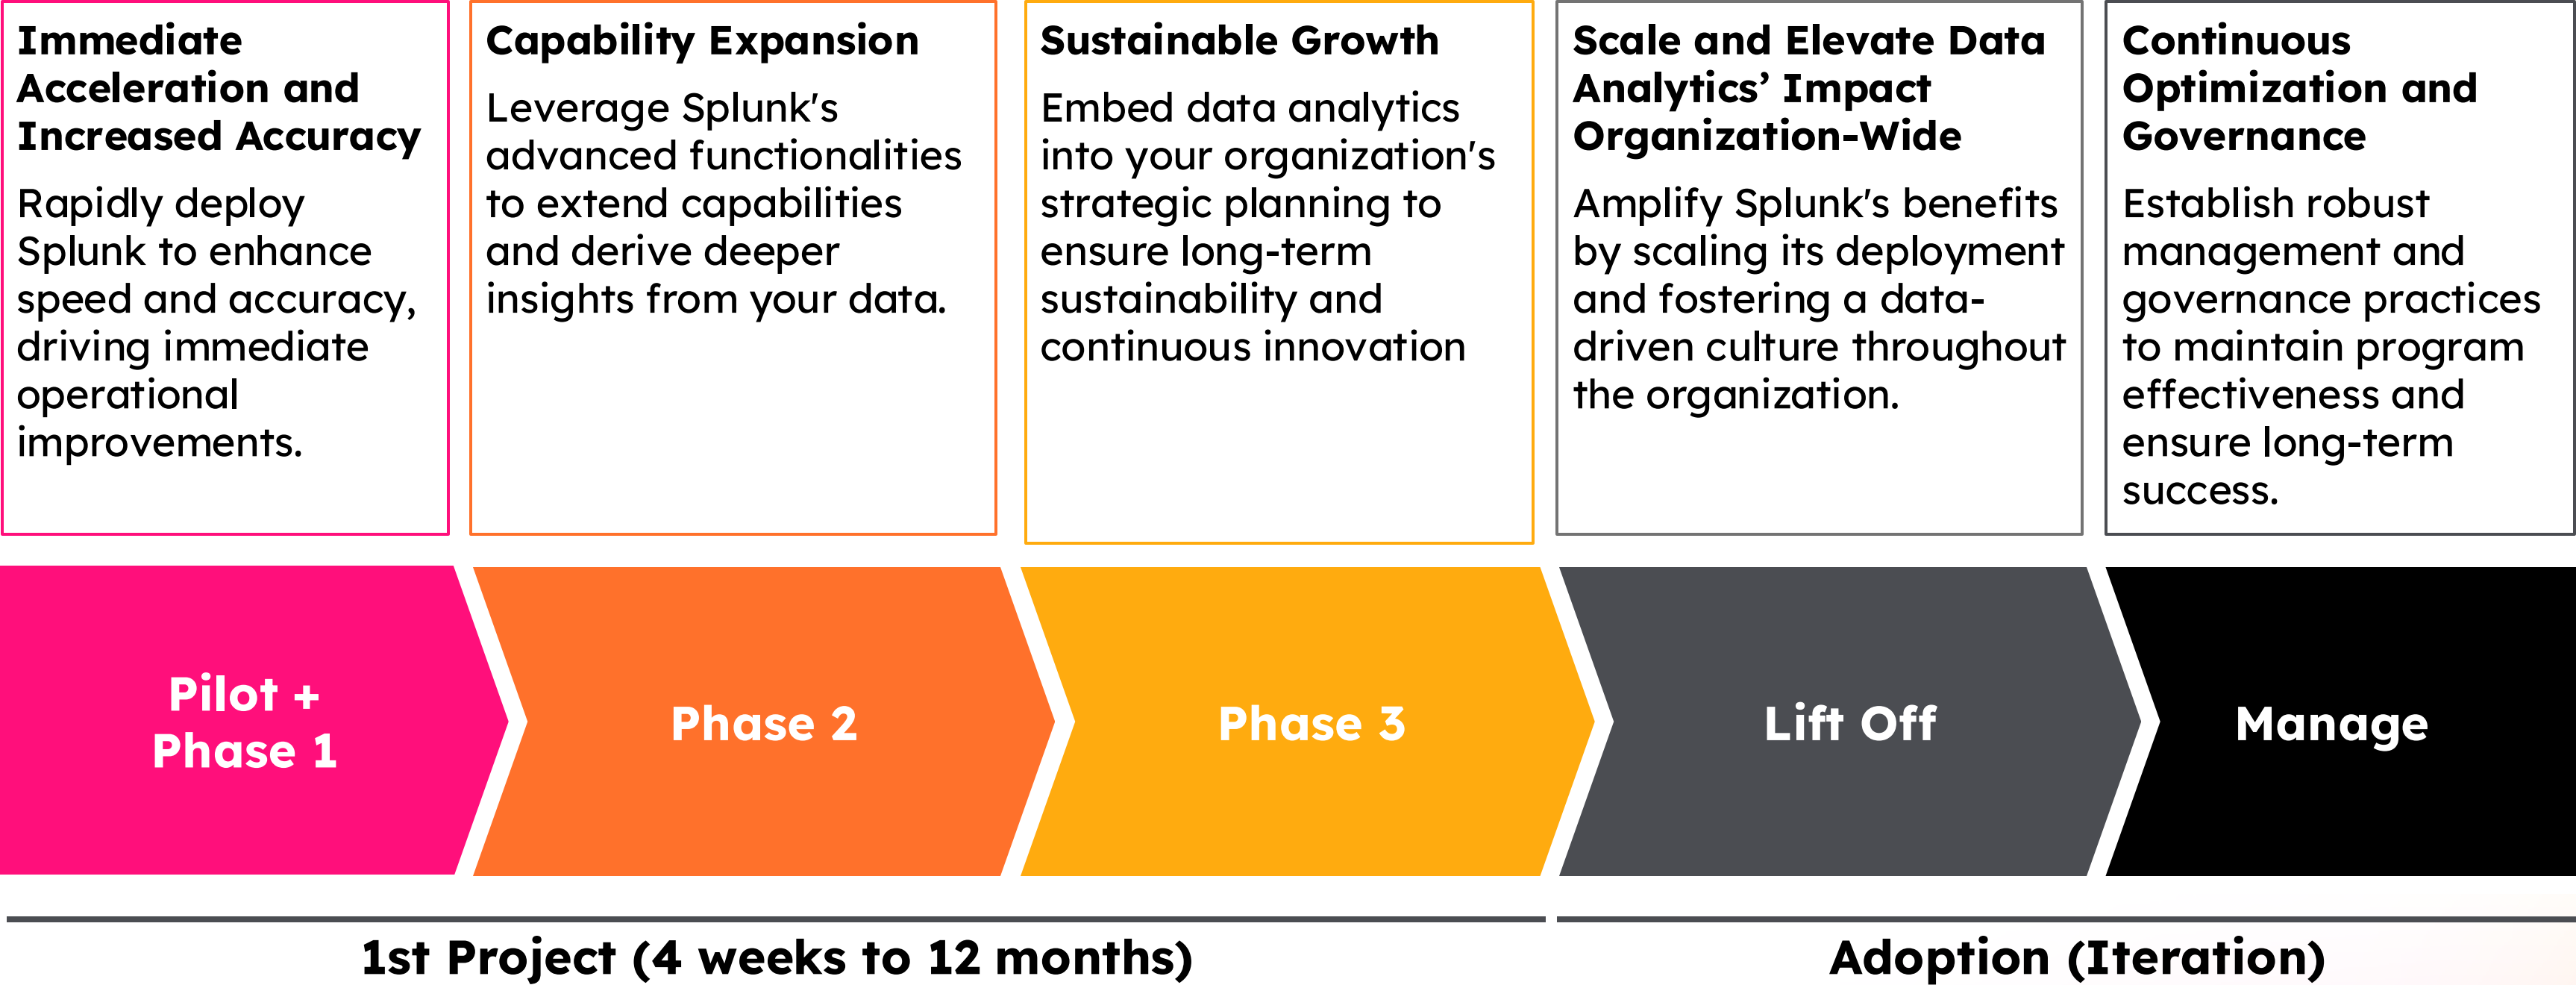 Immediate
Acceleration and
Increased Accuracy
Rapidly deploy
Splunk to enhance
speed and accuracy,
driving immediate
operational
improvements.
Capability Expansion
Leverage Splunk's
advanced functionalities
to extend capabilities
and derive deeper
insights from your data.
Sustainable Growth
Embed data analytics
into your organization's
strategic planning to
ensure long-term
sustainability and
continuous innovation
Scale and Elevate Data
Analytics’ Impact
Organization-Wide
Amplify Splunk's benefits
by scaling its deployment
and fostering a data-
driven culture throughout
the organization.
Continuous
Optimization and
Governance
Establish robust
management and
governance practices
to maintain program
effectiveness and
ensure long-term
success.
Pilot +
Phase 1
Phase 2
Phase 3
Lift Off
Manage
1st Project (4 weeks to 12 months)
Adoption (Iteration)